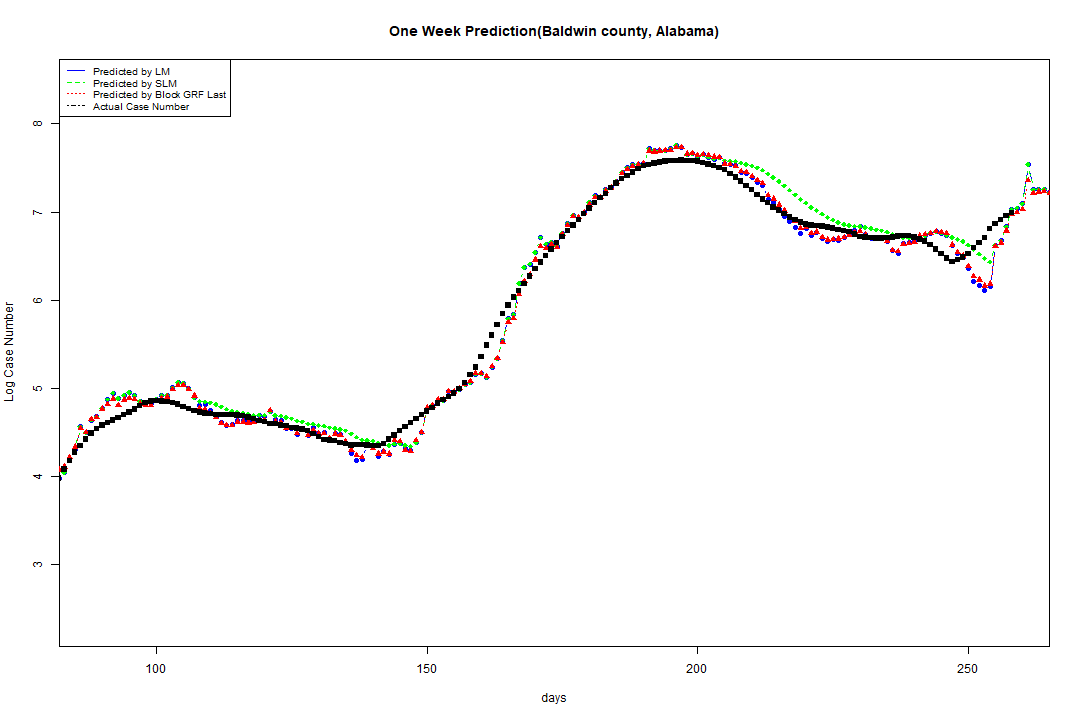 One Week Prediction(Baldwin county, Alabama)
Predicted by LM
Predicted by SLM
Predicted by Block GRF Last
Actual Case Number
Log Case Number
8
7
6
5
4
3
100 150 200 250
days